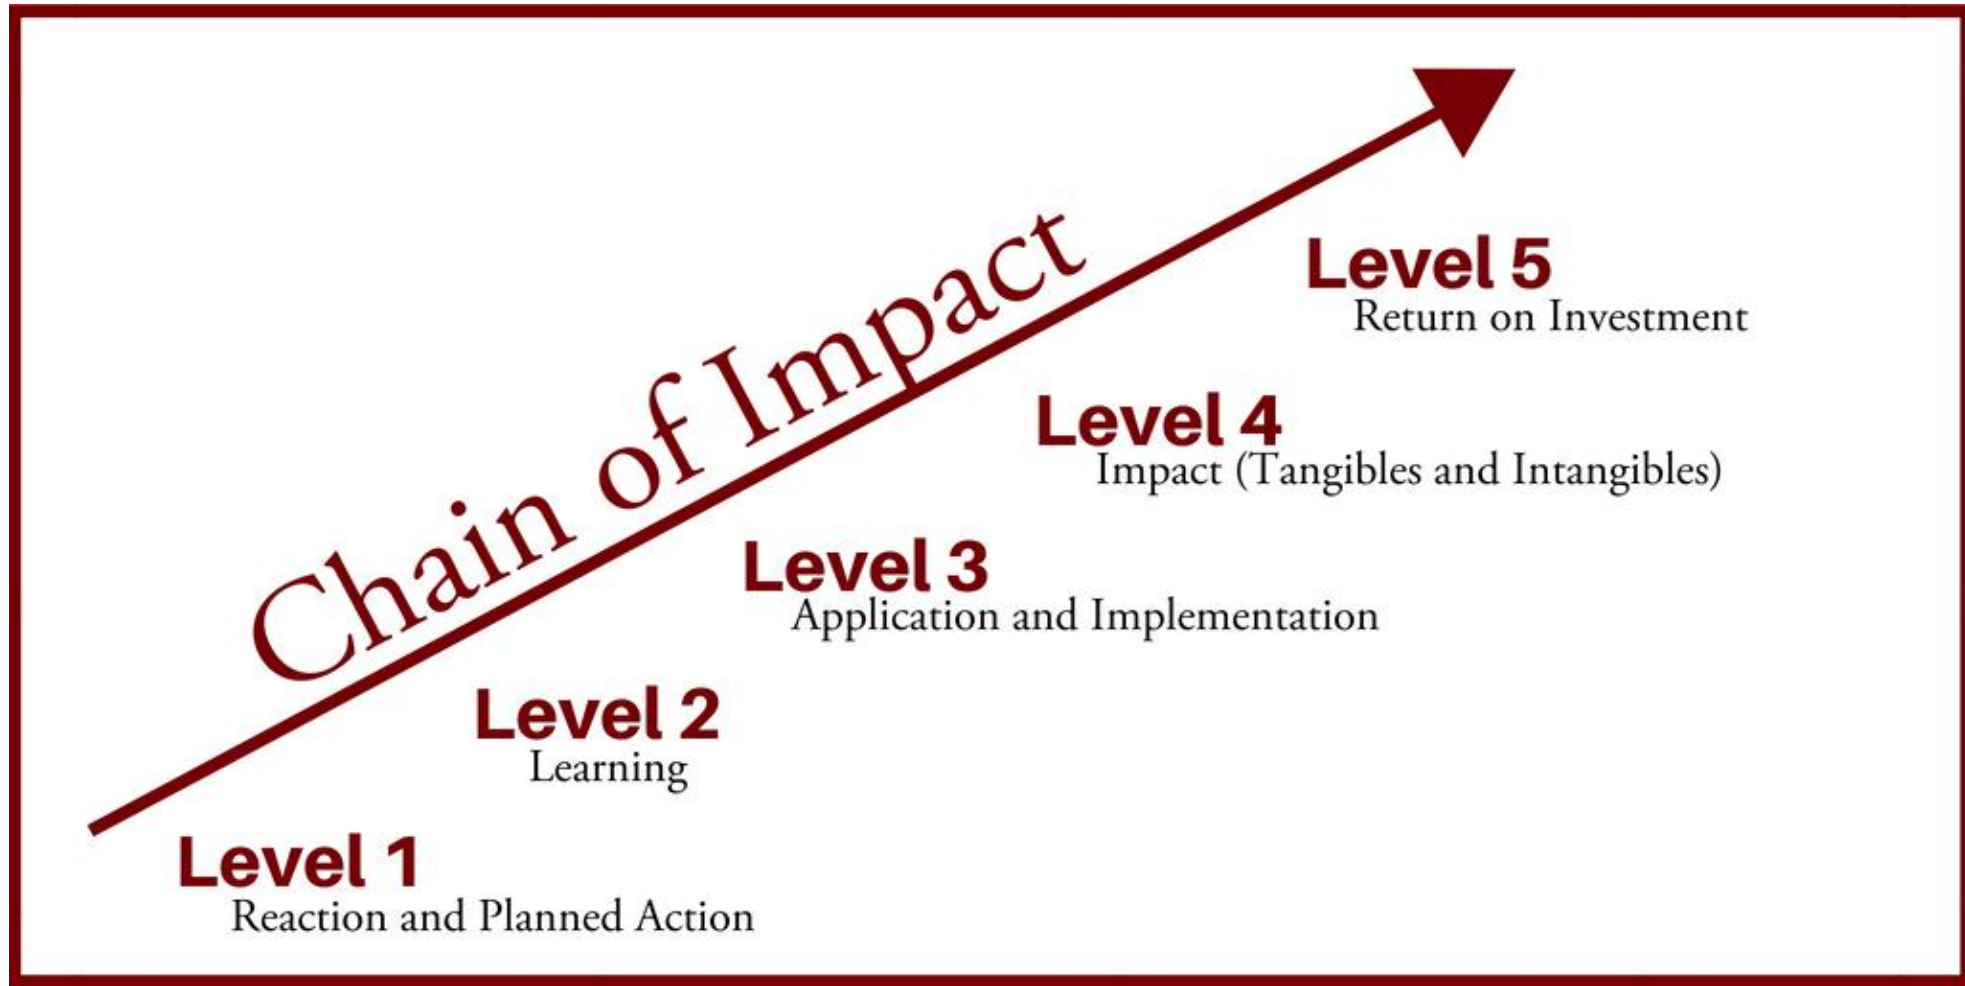 Chain of Impact
Level 5
Return on Investment
Level 4
Impact (Tangibles and Intangibles)
Level 3
Application and Implementation
Level 2
Learning
Level 1
Reaction and Planned Action